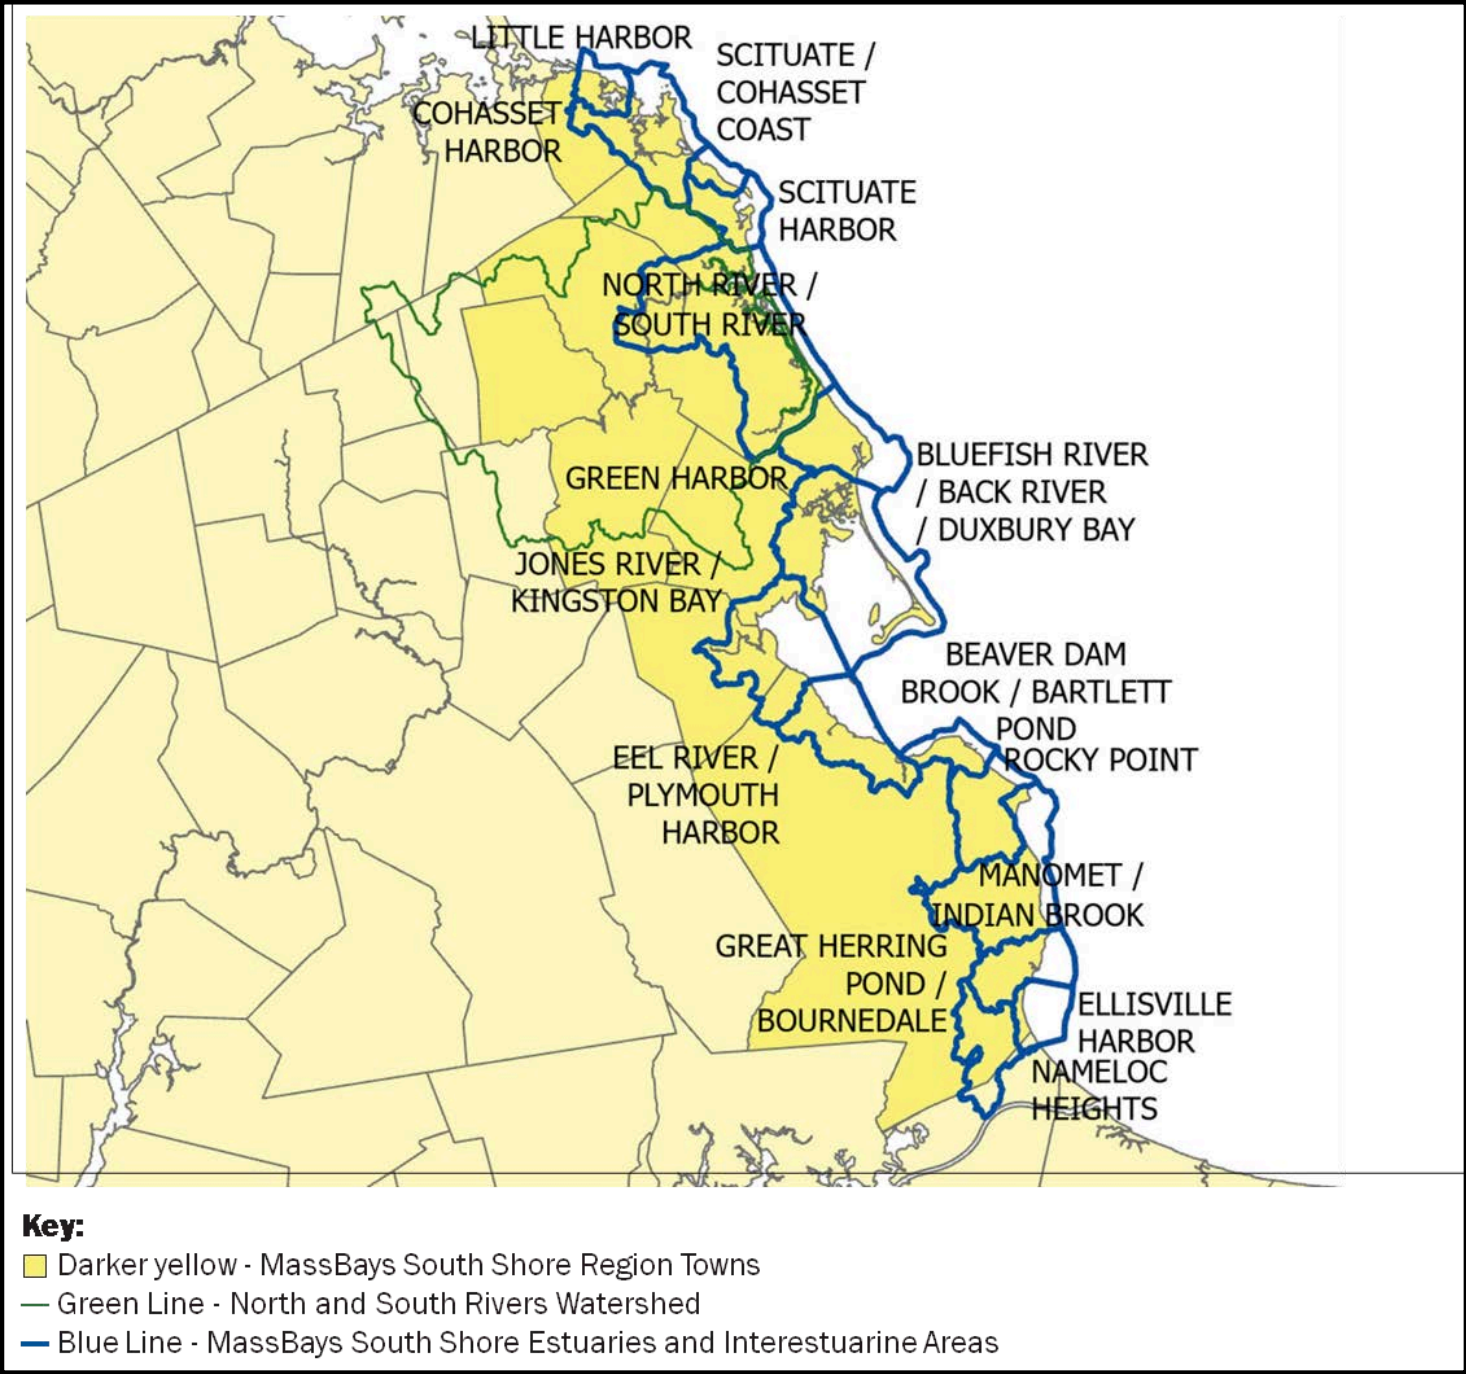 LITTLE HARBOR
SCITUATE /
COHASSET
COAST
COHASSET
HARBOR
SCITUATE
HARBOR
NORTH RIVER /
SOUTH RIVER
BLUEFISH RIVER
/ BACK RIVER
/ DUXBURY BAY
GREEN HARBOR
JONES RIVER /
KINGSTON BAY
BEAVER DAM
BROOK / BARTLETT
POND
ROCKY POINT
EEL RIVER /
PLYMOUTH
HARBOR
MANOMET /
INDIAN BROOK
GREAT HERRING
POND /
BOURNEDALE
ELLISVILLE
HARBOR
NAMELOC
HEIGHTS
Key:
Darker yellow - MassBays South Shore Region Towns
Green Line - North and South Rivers Watershed
Blue Line - MassBays South Shore Estuaries and Interestuarine Areas